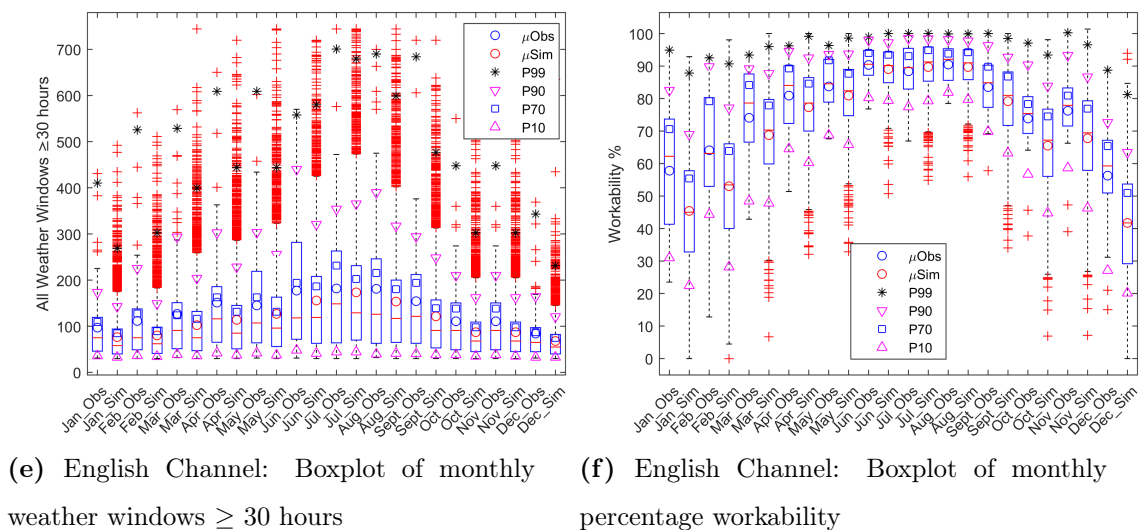 All Weather Windows ≥ 30 hours
700
600
500
400
300
200
100
0
μObs
μSim
P99
P90
P70
P10
Jan_Obs
Jan_Sim
Feb_Obs
Feb_Sim
Mar_Obs
Mar_Sim
Apr_Obs
Apr_Sim
May_Obs
May_Sim
Jun_Obs
Jun_Sim
Jul_Obs
Jul_Sim
Aug_Obs
Aug_Sim
Sept_Obs
Sept_Sim
Oct_Obs
Oct_Sim
Nov_Obs
Nov_Sim
Dec_Obs
Dec_Sim
(e) English Channel: Boxplot of monthly
weather windows ≥ 30 hours
Workability %
100
90
80
70
60
50
40
30
20
10
0
μObs
μSim
P99
P90
P70
P10
Jan_Obs
Jan_Sim
Feb_Obs
Feb_Sim
Mar_Obs
Mar_Sim
Apr_Obs
Apr_Sim
May_Obs
May_Sim
Jun_Obs
Jun_Sim
Jul_Obs
Jul_Sim
Aug_Obs
Aug_Sim
Sept_Obs
Sept_Sim
Oct_Obs
Oct_Sim
Nov_Obs
Nov_Sim
Dec_Obs
Dec_Sim
(f) English Channel: Boxplot of monthly
percentage workability